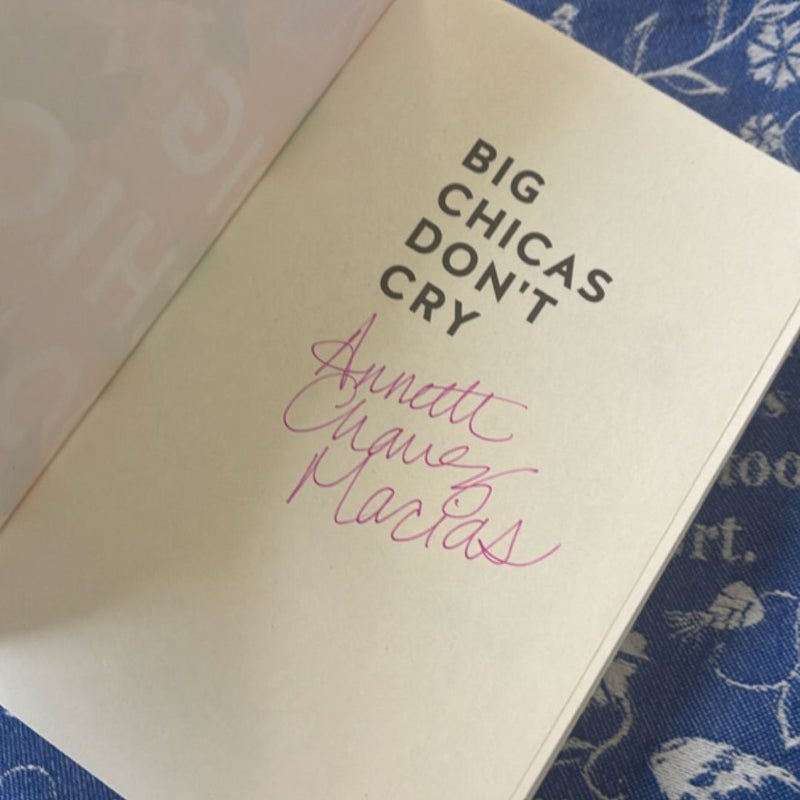 BIG
CHICAS
DON'T
CRY
Annette
Chavez
Macias